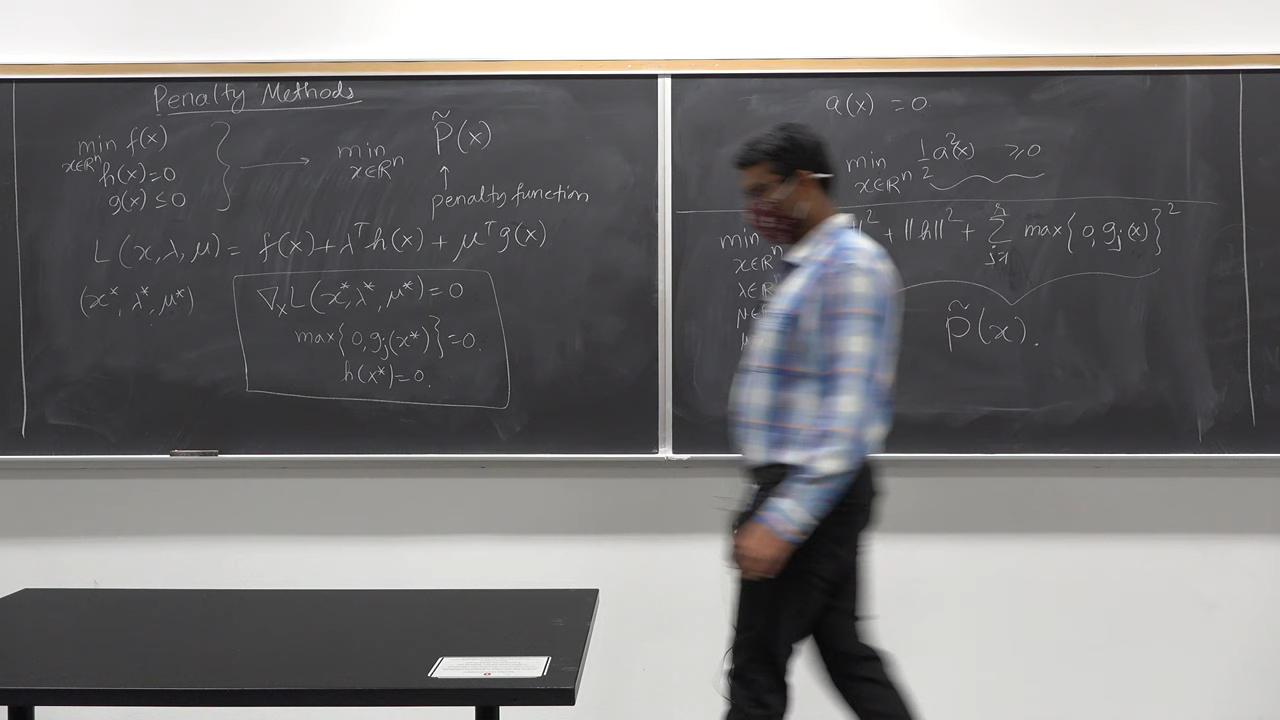 Penalty Methods
min f(x)
x∈ℝⁿ
h(x)=0
g(x) ≤0
min
x∈ℝⁿ
P̃(x)
↑
penalty function
L(x,λ,μ) = f(x)+λᵀh(x) + μᵀg(x)
(x*, λ*, μ*)
∇ₓL(x*,λ*, μ*)=0
max{0,gⱼ(x*)}=0.
h(x*)=0.
a(x) =0.
min ½a²(x) ≥0
x∈ℝⁿ
min ||² + ||h||² + Σ max{0, gⱼ(x)}²
x∈ℝⁿ
λ∈ℝ
P̃(x).